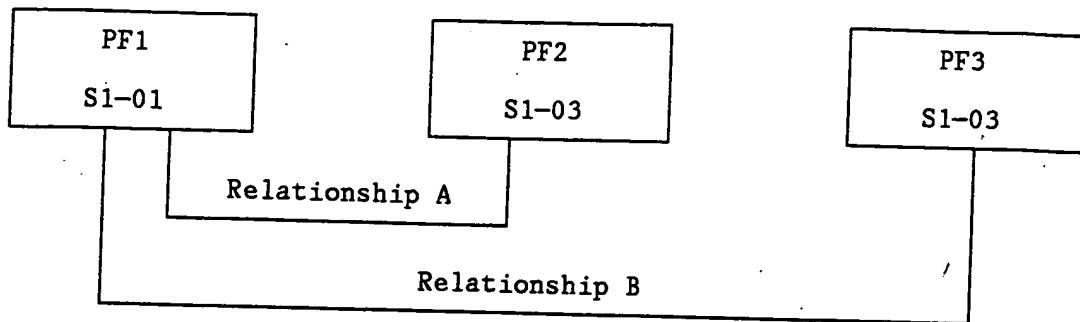 PF1
S1-01
PF2
S1-03
PF3
S1-03
Relationship A
Relationship B